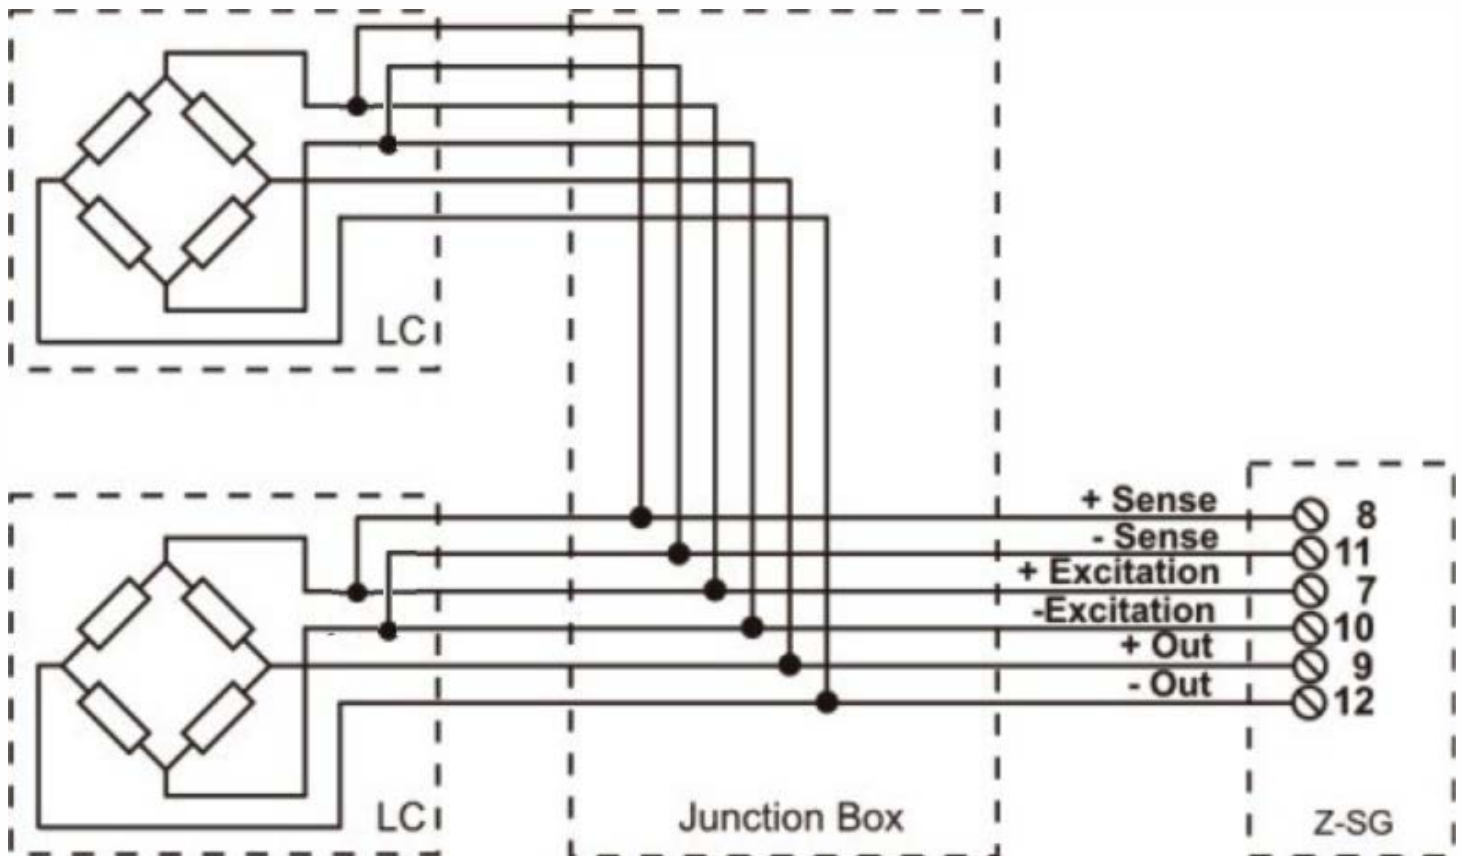 LC
+ Sense 8
- Sense 11
+ Excitation 7
-Excitation 10
+ Out 9
- Out 12
LC
Junction Box
Z-SG